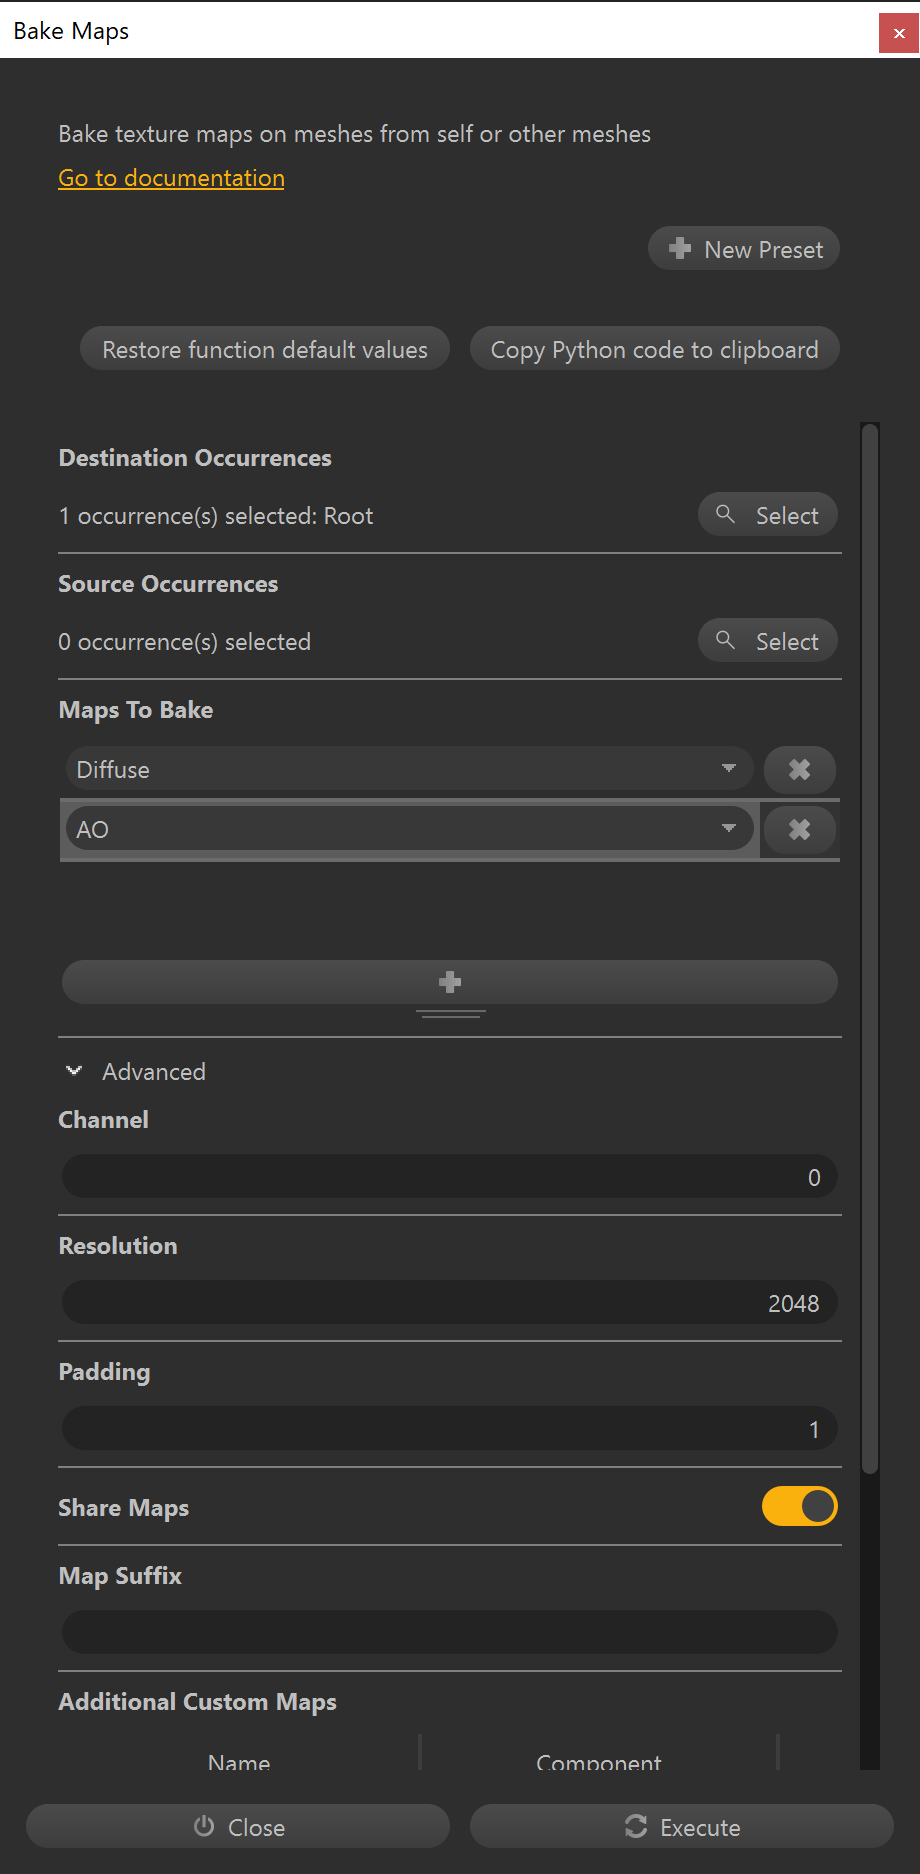 Bake Maps
Bake texture maps on meshes from self or other meshes
Go to documentation
New Preset
Restore function default values
Copy Python code to clipboard
Destination Occurrences
1 occurrence(s) selected: Root
Select
Source Occurrences
0 occurrence(s) selected
Select
Maps To Bake
Diffuse
AO
Advanced
Channel
0
Resolution
2048
Padding
1
Share Maps
Map Suffix
Additional Custom Maps
Name
Component
Close
Execute